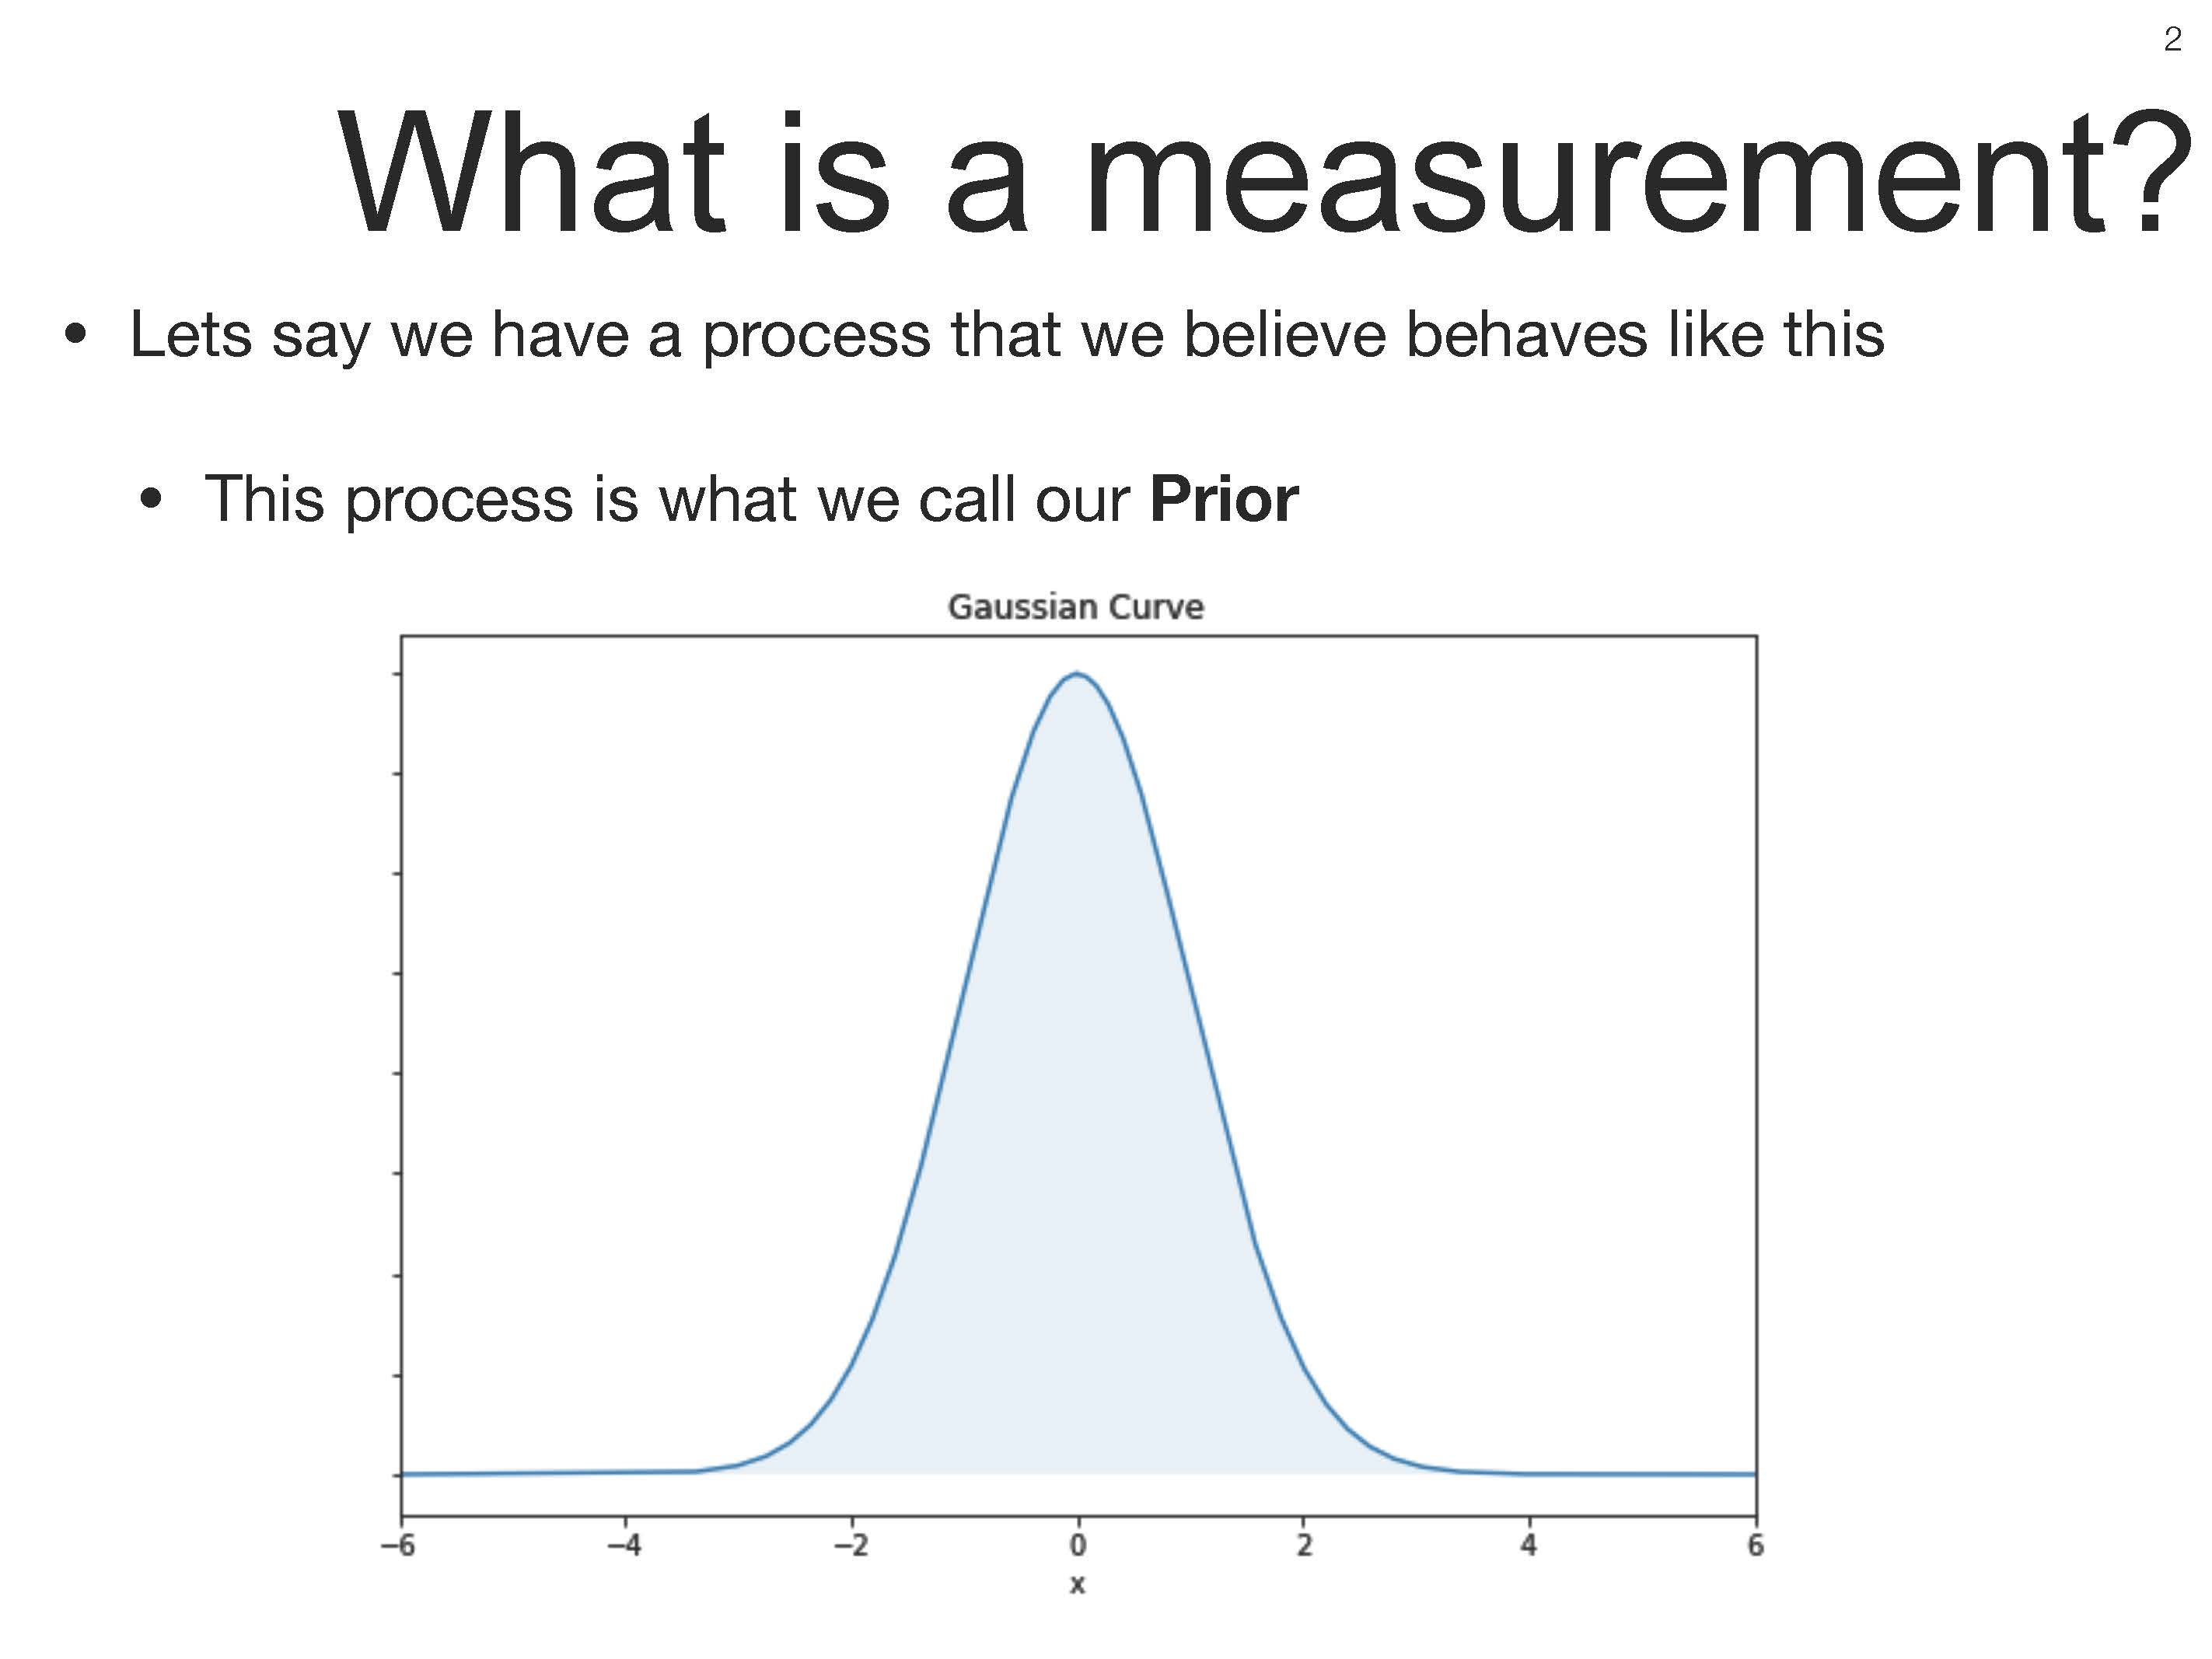 2
What is a measurement?
• Lets say we have a process that we believe behaves like this
• This process is what we call our Prior
Gaussian Curve
−6 −4 −2 0 2 4 6
x